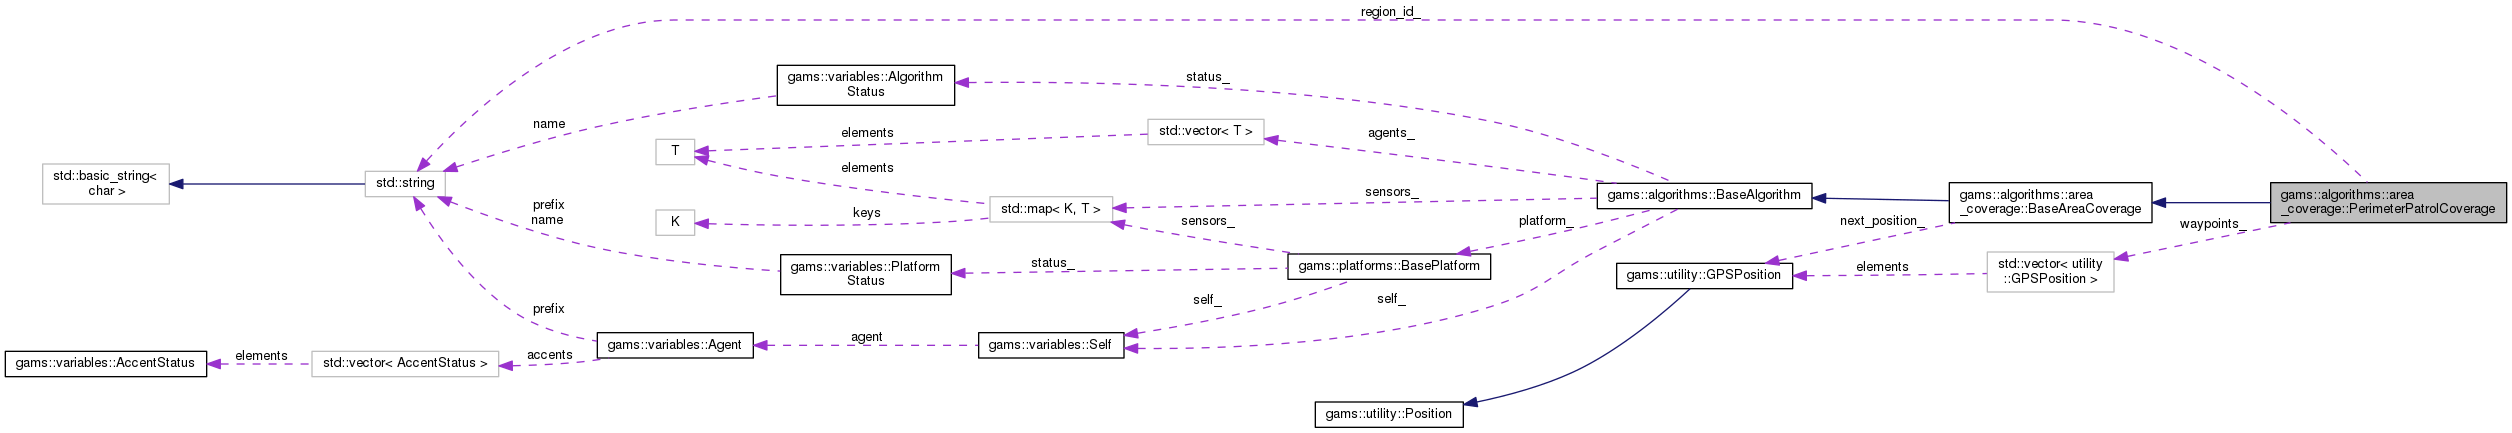 region_id_
gams::variables::Algorithm
Status
status_
name
std::vector< T >
elements
agents_
T
elements
std::basic_string<
char >
std::string
sensors_
gams::algorithms::BaseAlgorithm
gams::algorithms::area
_coverage::BaseAreaCoverage
gams::algorithms::area
_coverage::PerimeterPatrolCoverage
prefix
name
K
keys
std::map< K, T >
sensors_
platform_
next_position_
waypoints_
gams::variables::Platform
Status
status_
gams::platforms::BasePlatform
gams::utility::GPSPosition
elements
std::vector< utility
::GPSPosition >
self_
self_
prefix
gams::variables::Agent
agent
gams::variables::Self
gams::variables::AccentStatus
elements
std::vector< AccentStatus >
accents
gams::utility::Position